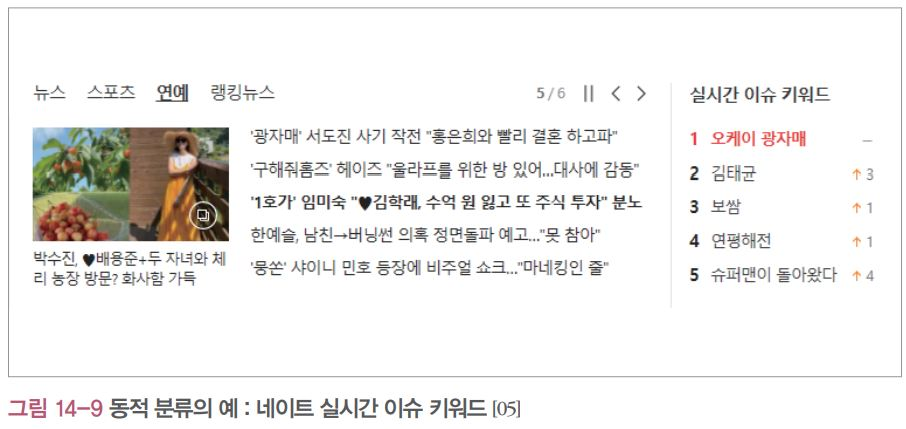 뉴스 스포츠 연예 랭킹뉴스
5/6
박수진, ♥배용준+두 자녀와 체
리 농장 방문? 화사함 가득
'광자매' 서도진 사기 작전 "홍은희와 빨리 결혼 하고파"
'구해줘홈즈' 헤이즈 "울라프를 위한 방 있어...대사에 감동"
'1호가' 임미숙 "♥김학래, 수억 원 잃고 또 주식 투자" 분노
한예슬, 남친→버닝썬 의혹 정면돌파 예고..."못 참아"
'뭉쏜' 샤이니 민호 등장에 비주얼 쇼크..."마네킹인 줄"
실시간 이슈 키워드
1 오케이 광자매 –
2 김태균 ↑ 3
3 보쌈 ↑ 1
4 연평해전 ↑ 1
5 슈퍼맨이 돌아왔다 ↑ 4
그림 14-9 동적 분류의 예 : 네이트 실시간 이슈 키워드 [05]